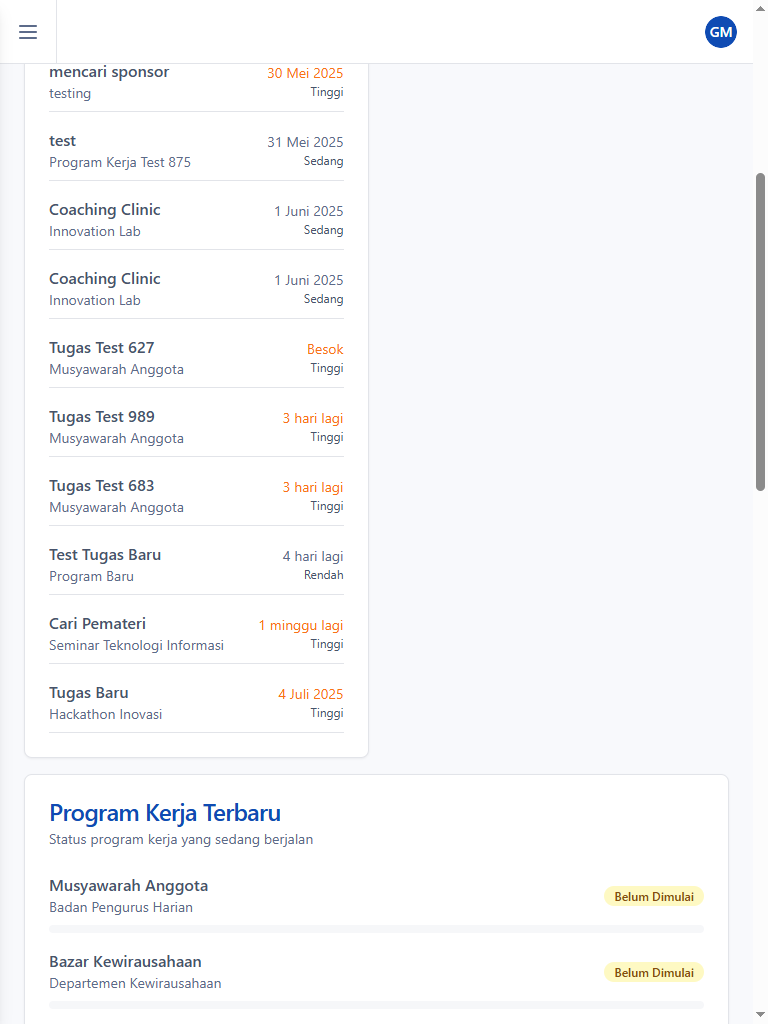 GM
mencari sponsor
30 Mei 2025
testing
Tinggi
test
31 Mei 2025
Program Kerja Test 875
Sedang
Coaching Clinic
1 Juni 2025
Innovation Lab
Sedang
Coaching Clinic
1 Juni 2025
Innovation Lab
Sedang
Tugas Test 627
Besok
Musyawarah Anggota
Tinggi
Tugas Test 989
3 hari lagi
Musyawarah Anggota
Tinggi
Tugas Test 683
3 hari lagi
Musyawarah Anggota
Tinggi
Test Tugas Baru
4 hari lagi
Program Baru
Rendah
Cari Pemateri
1 minggu lagi
Seminar Teknologi Informasi
Tinggi
Tugas Baru
4 Juli 2025
Hackathon Inovasi
Tinggi
Program Kerja Terbaru
Status program kerja yang sedang berjalan
Musyawarah Anggota
Badan Pengurus Harian
Belum Dimulai
Bazar Kewirausahaan
Departemen Kewirausahaan
Belum Dimulai